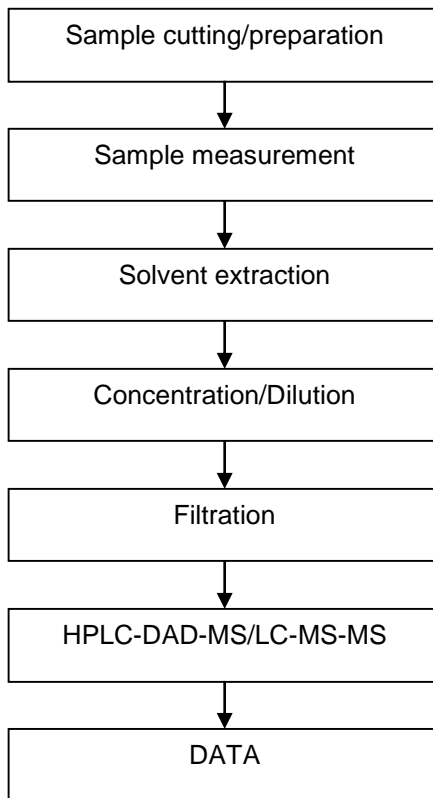 Sample cutting/preparation
Sample measurement
Solvent extraction
Concentration/Dilution
Filtration
HPLC-DAD-MS/LC-MS-MS
DATA